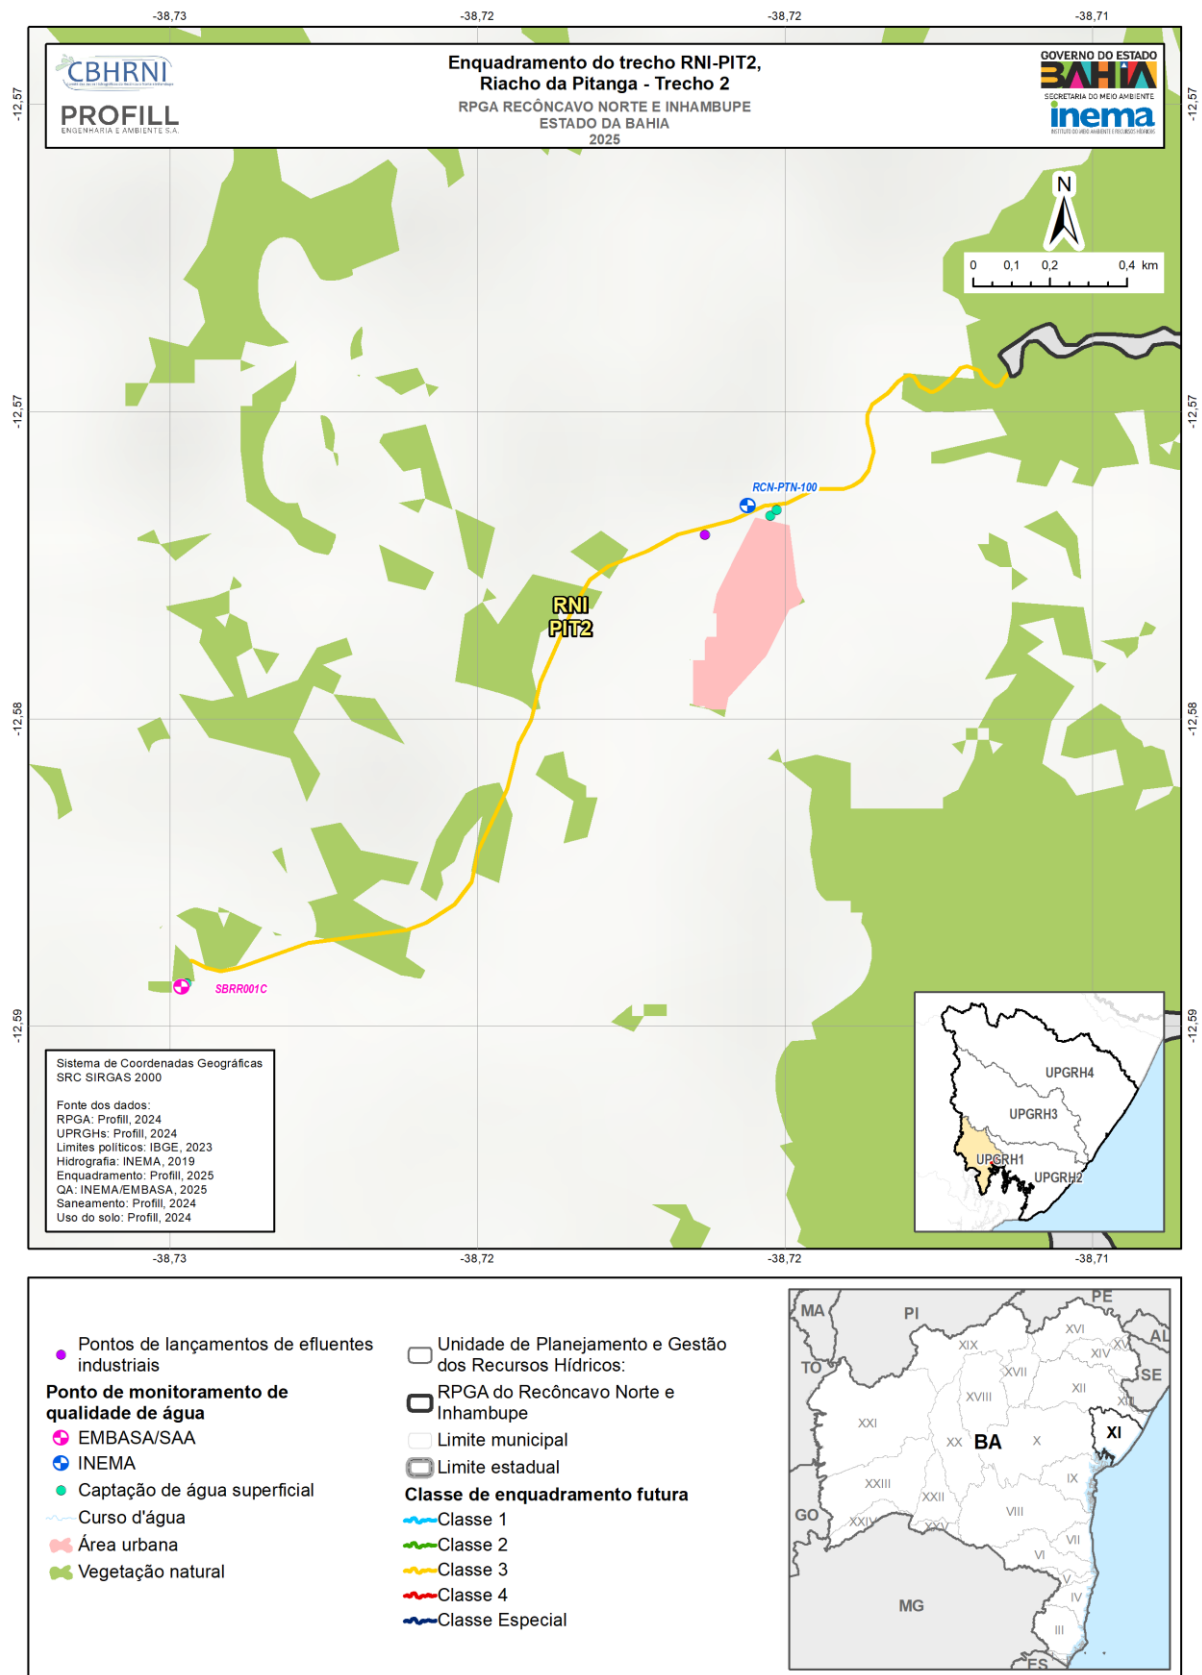 -38,73
-38,72
-38,72
-38,71
CBHRNI
PROFILL
ENGENHARIA E AMBIENTE S.A.
Enquadramento do trecho RNI-PIT2,
Riacho da Pitanga - Trecho 2
RPGA RECÔNCAVO NORTE E INHAMBUPE
ESTADO DA BAHIA
2025
GOVERNO DO ESTADO
BAHIA
SECRETARIA DO MEIO AMBIENTE
inema
INSTITUTO DO MEIO AMBIENTE E RECURSOS HÍDRICOS
-12,57
-12,57
N
0 0,1 0,2 0,4 km
-12,57
-12,57
RCN-PTN-100
RNI
PIT2
-12,58
-12,58
SBRR001C
-12,59
-12,59
Sistema de Coordenadas Geográficas
SRC SIRGAS 2000
Fonte dos dados:
RPGA: Profill, 2024
UPRGHs: Profill, 2024
Limites políticos: IBGE, 2023
Hidrografia: INEMA, 2019
Enquadramento: Profill, 2025
QA: INEMA/EMBASA, 2025
Saneamento: Profill, 2024
Uso do solo: Profill, 2024
UPGRH4
UPGRH3
UPGRH1
UPGRH2
-38,73
-38,72
-38,72
-38,71
Pontos de lançamentos de efluentes
industriais
Ponto de monitoramento de
qualidade de água
EMBASA/SAA
INEMA
Captação de água superficial
Curso d'água
Área urbana
Vegetação natural
Unidade de Planejamento e Gestão
dos Recursos Hídricos:
RPGA do Recôncavo Norte e
Inhambupe
Limite municipal
Limite estadual
Classe de enquadramento futura
Classe 1
Classe 2
Classe 3
Classe 4
Classe Especial
MA
PI
PE
AL
TO
SE
XVI
XIX
XIV
XV
XVII
XII
XVIII
XIII
XXI
XX
BA
X
XI
IX
XXIII
XXII
VIII
GO
XXIV
XXV
VII
VI
V
IV
MG
III
ES